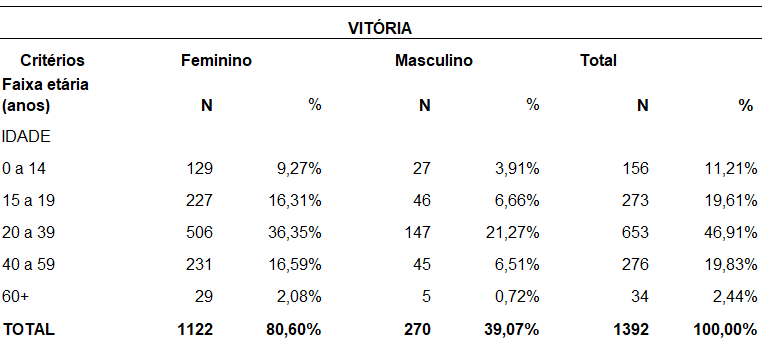 VITÓRIA
Critérios Feminino Masculino Total
Faixa etária
(anos) N % N % N %
IDADE
0 a 14 129 9,27% 27 3,91% 156 11,21%
15 a 19 227 16,31% 46 6,66% 273 19,61%
20 a 39 506 36,35% 147 21,27% 653 46,91%
40 a 59 231 16,59% 45 6,51% 276 19,83%
60+ 29 2,08% 5 0,72% 34 2,44%
TOTAL 1122 80,60% 270 39,07% 1392 100,00%